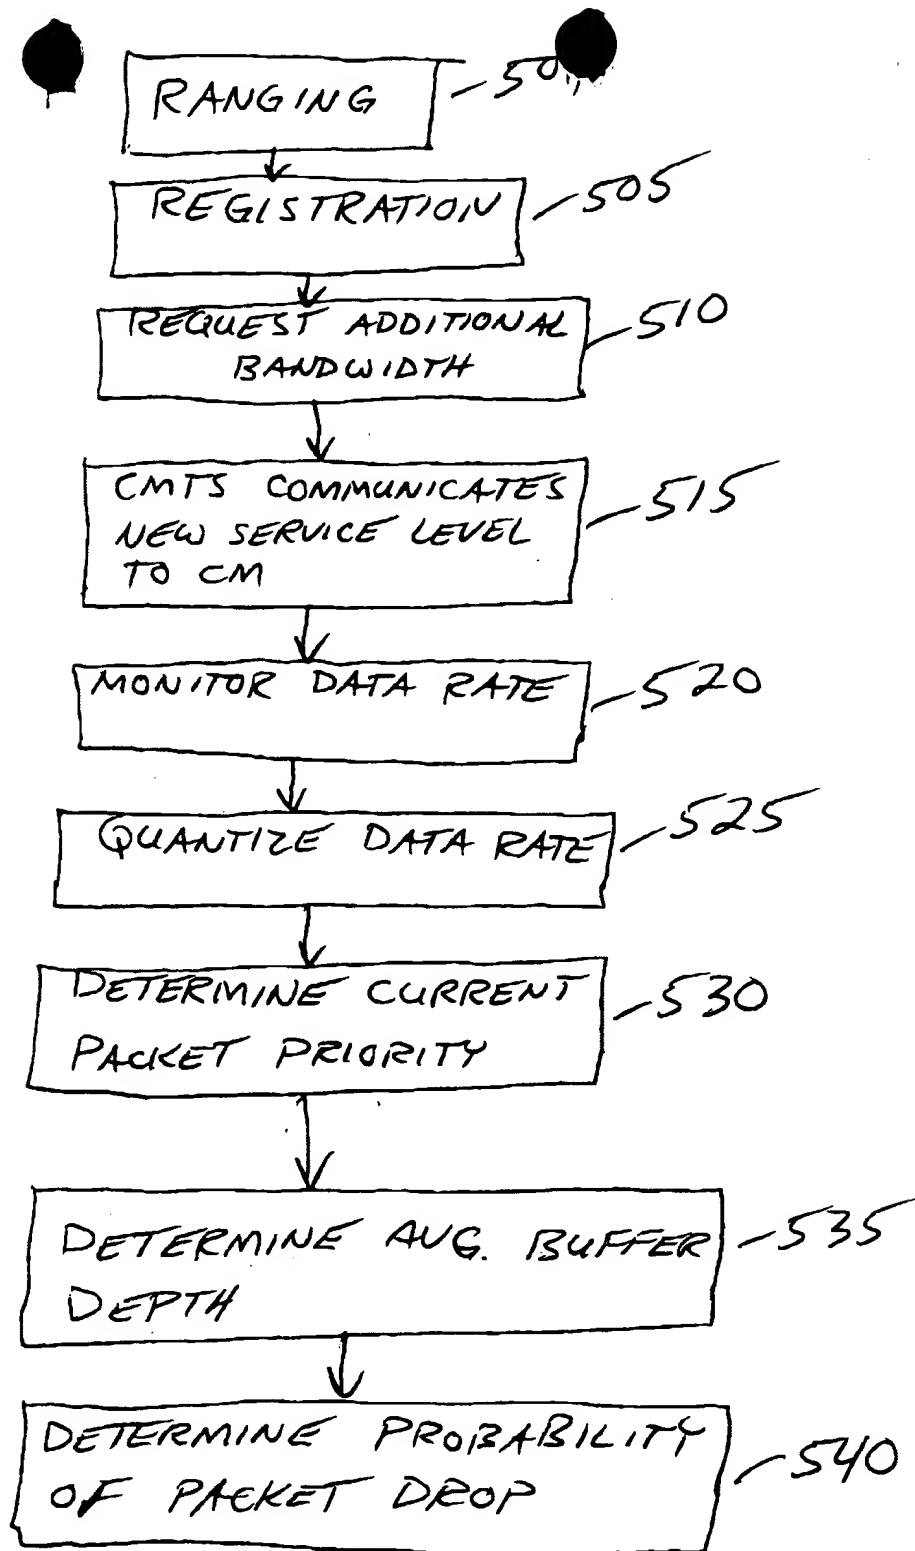 RANGING
REGISTRATION
505
REQUEST ADDITIONAL
BANDWIDTH
510
CMTS COMMUNICATES
NEW SERVICE LEVEL
TO CM
515
MONITOR DATA RATE
520
QUANTIZE DATA RATE
525
DETERMINE CURRENT
PACKET PRIORITY
530
DETERMINE AVG. BUFFER
DEPTH
535
DETERMINE PROBABILITY
OF PACKET DROP
540